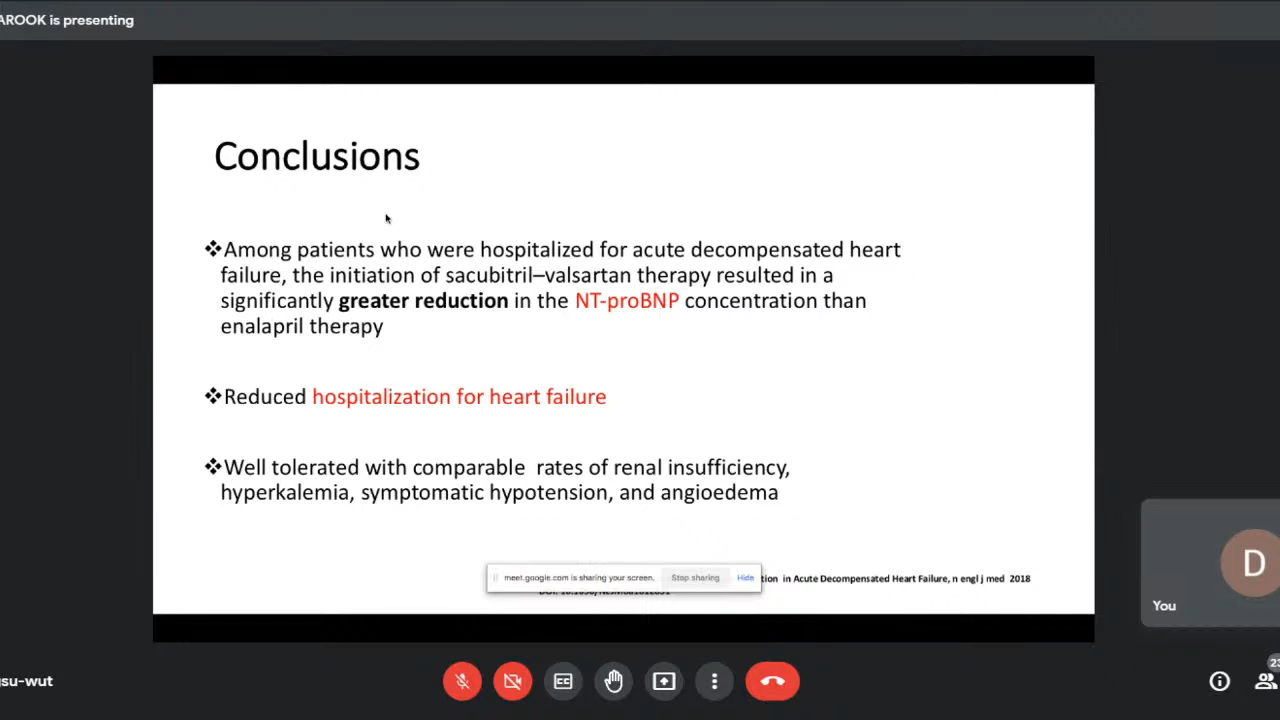 AROOK is presenting
Conclusions
❖Among patients who were hospitalized for acute decompensated heart
failure, the initiation of sacubitril–valsartan therapy resulted in a
significantly greater reduction in the NT-proBNP concentration than
enalapril therapy
❖Reduced hospitalization for heart failure
❖Well tolerated with comparable rates of renal insufficiency,
hyperkalemia, symptomatic hypotension, and angioedema
meet.google.com is sharing your screen. Stop sharing Hide
in Acute Decompensated Heart Failure, n engl j med 2018
D
You
su-wut
23